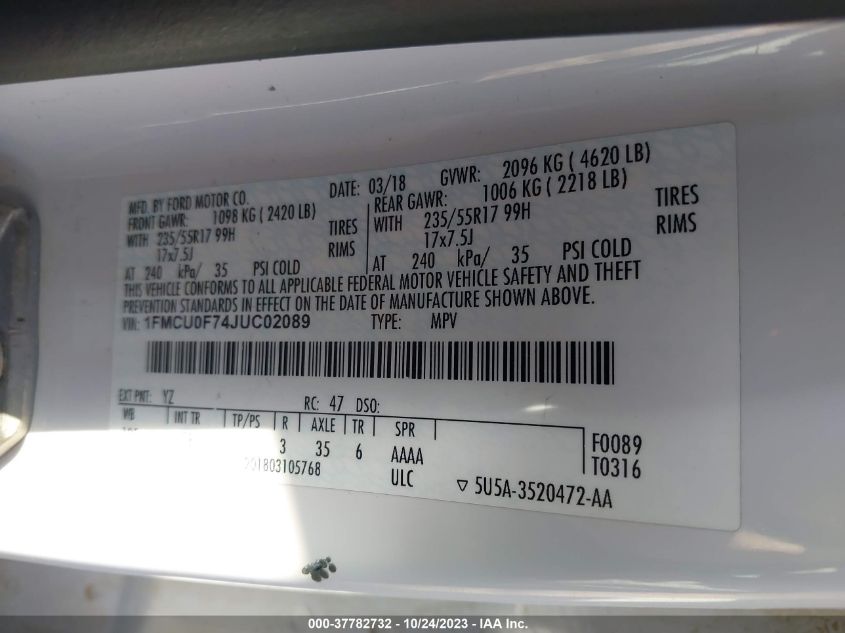 MFD. BY FORD MOTOR CO.
DATE: 03/18 GVWR: 2096 KG ( 4620 LB)
FRONT GAWR: 1098 KG ( 2420 LB)
WITH 235/55R17 99H TIRES
17x7.5J RIMS
AT 240 kPa/ 35 PSI COLD
REAR GAWR: 1006 KG ( 2218 LB)
WITH 235/55R17 99H TIRES
17x7.5J RIMS
AT 240 kPa/ 35 PSI COLD
THIS VEHICLE CONFORMS TO ALL APPLICABLE FEDERAL MOTOR VEHICLE SAFETY AND THEFT
PREVENTION STANDARDS IN EFFECT ON THE DATE OF MANUFACTURE SHOWN ABOVE.
VIN: 1FMCU0F74JUC02089 TYPE: MPV
EXT PNT: YZ RC: 47 DSO:
WB INT TR TP/PS R AXLE TR SPR
3 35 6 AAAA F0089
ULC T0316
5U5A-3520472-AA
000-37782732 - 10/24/2023 - IAA Inc.